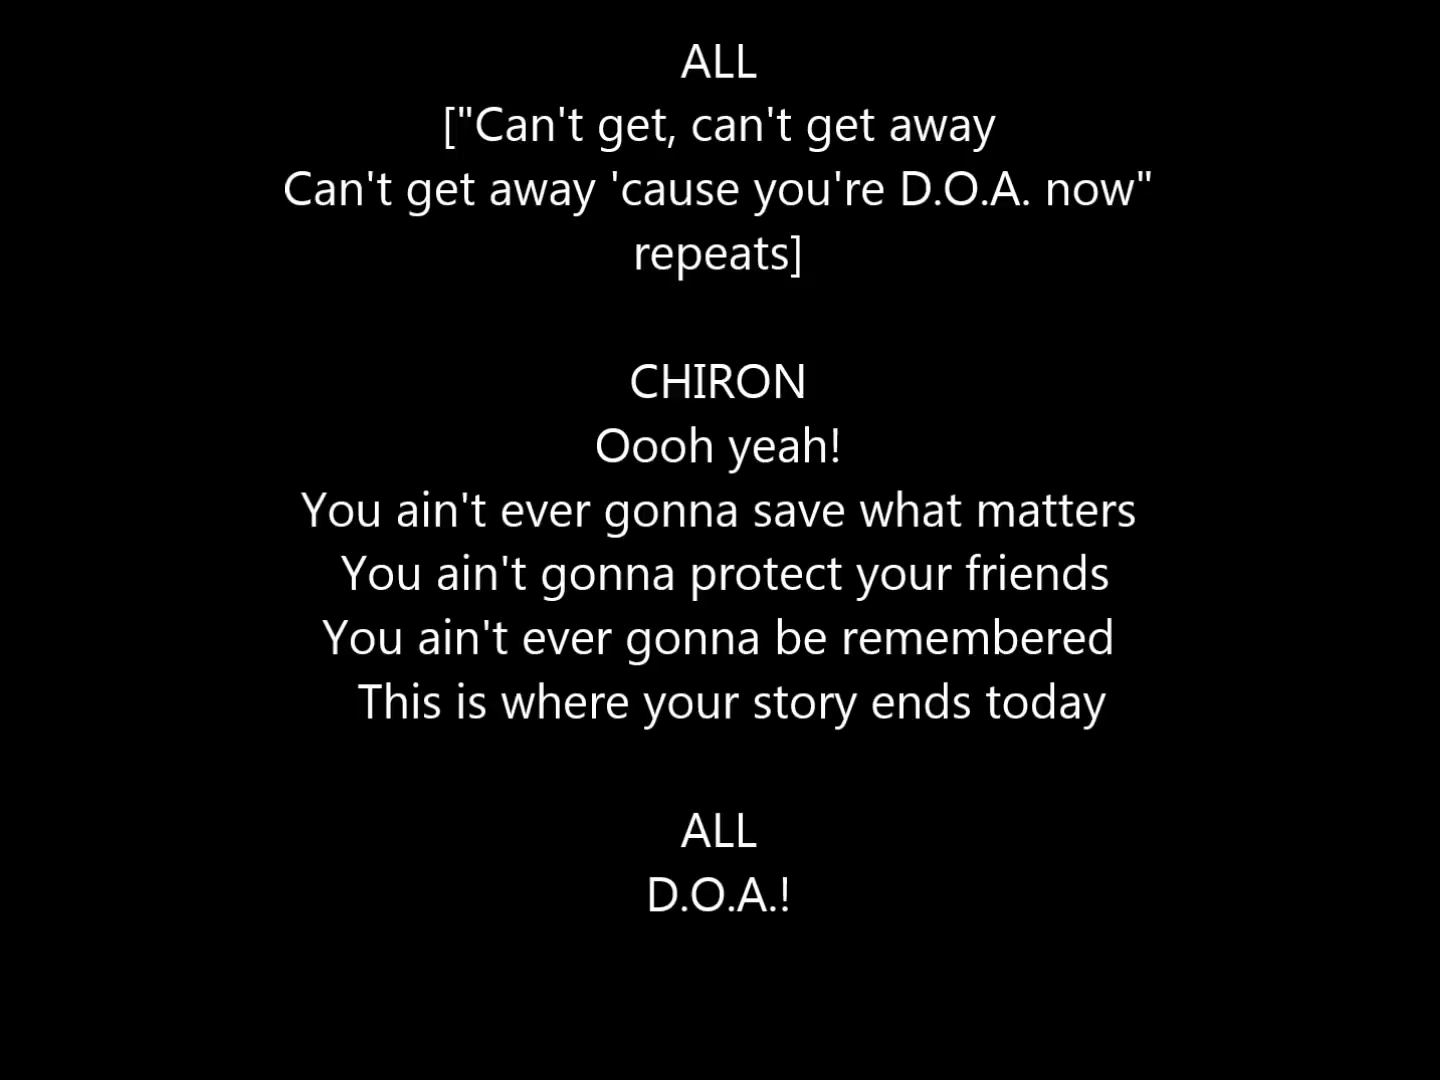 ALL
["Can't get, can't get away
Can't get away 'cause you're D.O.A. now"
repeats]
CHIRON
Oooh yeah!
You ain't ever gonna save what matters
You ain't gonna protect your friends
You ain't ever gonna be remembered
This is where your story ends today
ALL
D.O.A.!